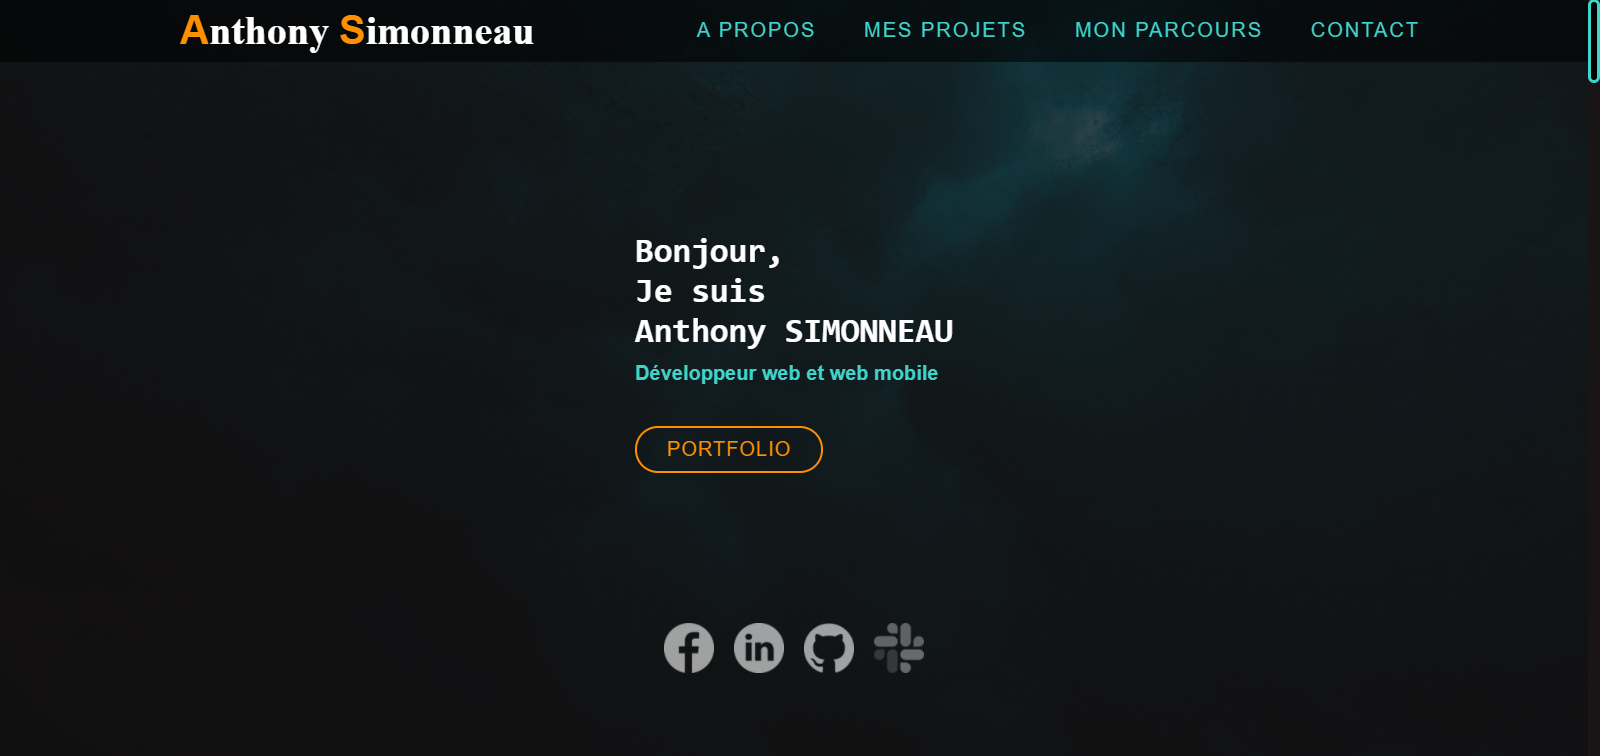 Anthony Simonneau
A PROPOS
MES PROJETS
MON PARCOURS
CONTACT
Bonjour,
Je suis
Anthony SIMONNEAU
Développeur web et web mobile
PORTFOLIO